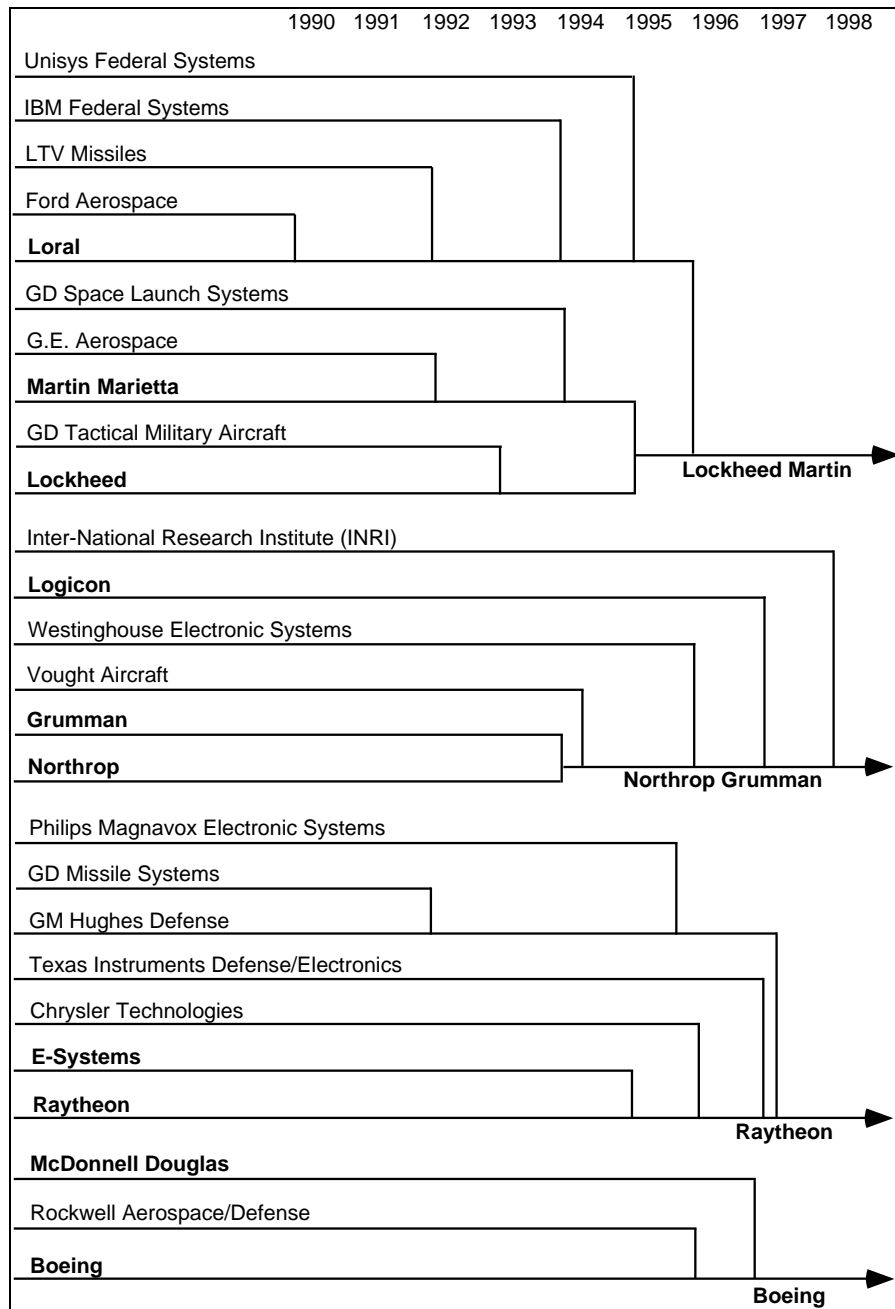 1990 1991 1992 1993 1994 1995 1996 1997 1998
Unisys Federal Systems
IBM Federal Systems
LTV Missiles
Ford Aerospace
Loral
GD Space Launch Systems
G.E. Aerospace
Martin Marietta
GD Tactical Military Aircraft
Lockheed Martin
Lockheed
Inter-National Research Institute (INRI)
Logicon
Westinghouse Electronic Systems
Vought Aircraft
Grumman
Northrop
Northrop Grumman
Philips Magnavox Electronic Systems
GD Missile Systems
GM Hughes Defense
Texas Instruments Defense/Electronics
Chrysler Technologies
E-Systems
Raytheon
Raytheon
McDonnell Douglas
Rockwell Aerospace/Defense
Boeing
Boeing